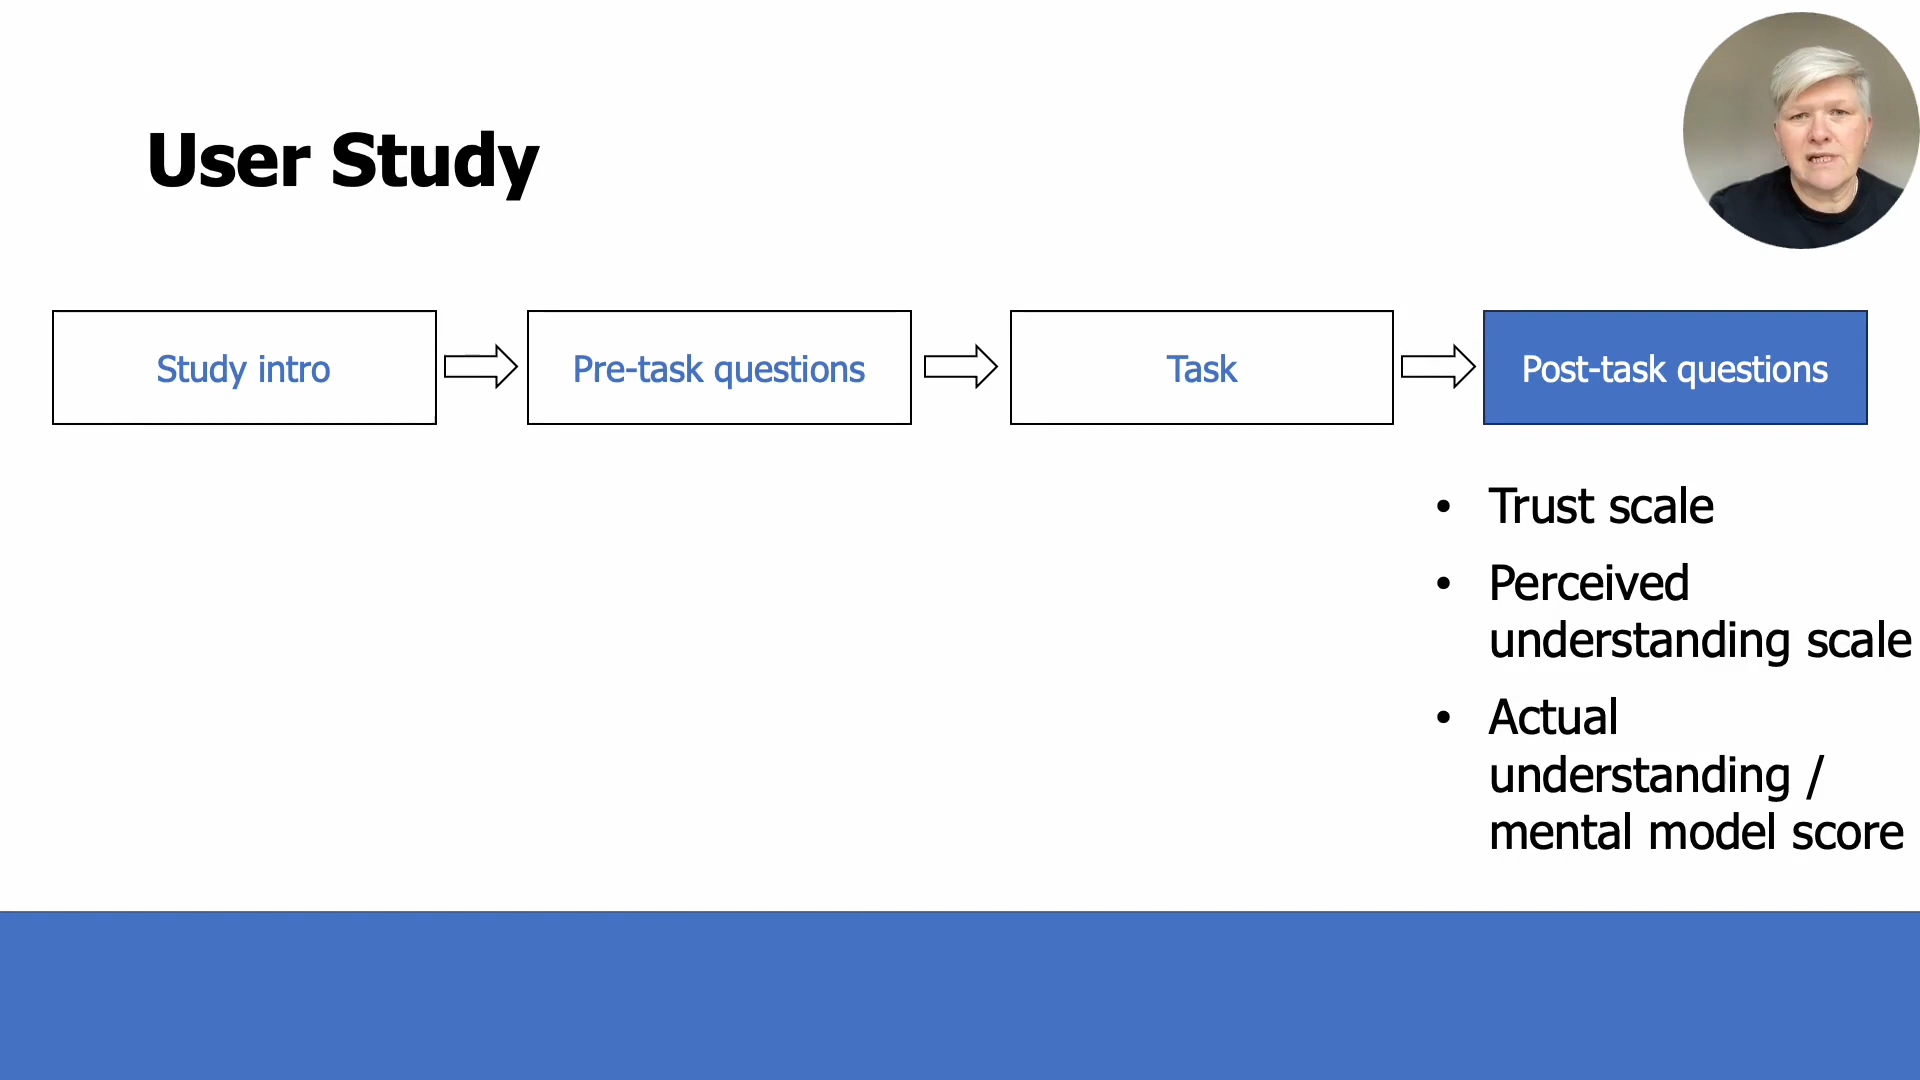 User Study
Study intro
Pre-task questions
Task
Post-task questions
• Trust scale
• Perceived
understanding scale
• Actual
understanding /
mental model score